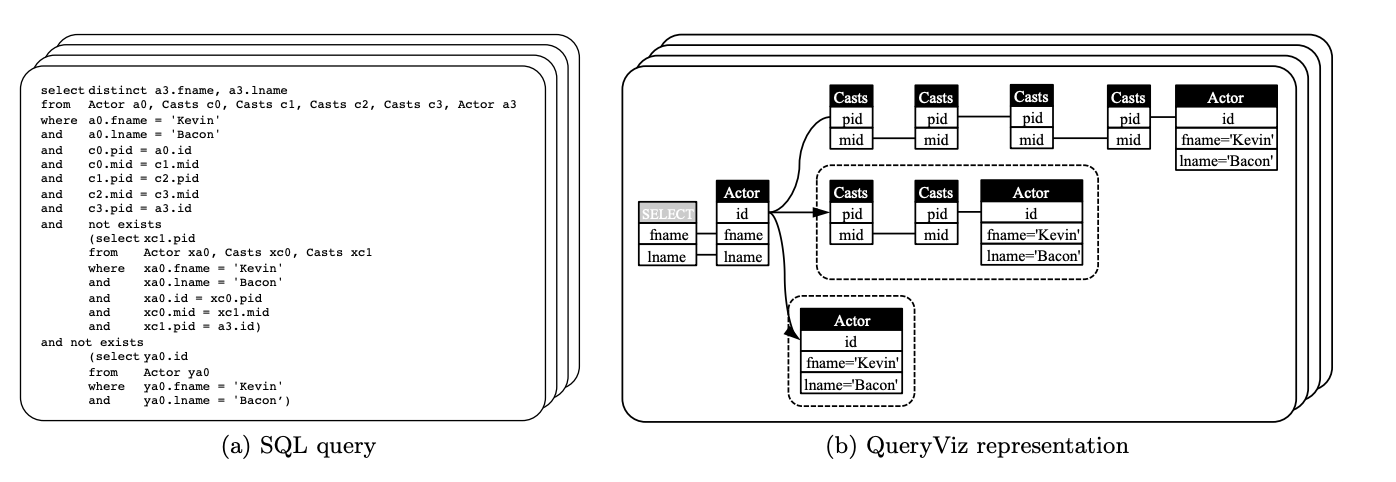 select distinct a3.fname, a3.lname
from Actor a0, Casts c0, Casts c1, Casts c2, Casts c3, Actor a3
where a0.fname = 'Kevin'
and a0.lname = 'Bacon'
and c0.pid = a0.id
and c0.mid = c1.mid
and c1.pid = c2.pid
and c2.mid = c3.mid
and c3.pid = a3.id
and not exists
(select xc1.pid
from Actor xa0, Casts xc0, Casts xc1
where xa0.fname = 'Kevin'
and xa0.lname = 'Bacon'
and xa0.id = xc0.pid
and xc0.mid = xc1.mid
and xc1.pid = a3.id)
and not exists
(select ya0.id
from Actor ya0
where ya0.fname = 'Kevin'
and ya0.lname = 'Bacon’)
(a) SQL query
SELECT
fname
lname
Actor
id
fname
lname
Casts
pid
mid
Casts
pid
mid
Casts
pid
mid
Casts
pid
mid
Actor
id
fname='Kevin'
lname='Bacon'
Casts
pid
mid
Casts
pid
mid
Actor
id
fname='Kevin'
lname='Bacon'
Actor
id
fname='Kevin'
lname='Bacon'
(b) QueryViz representation